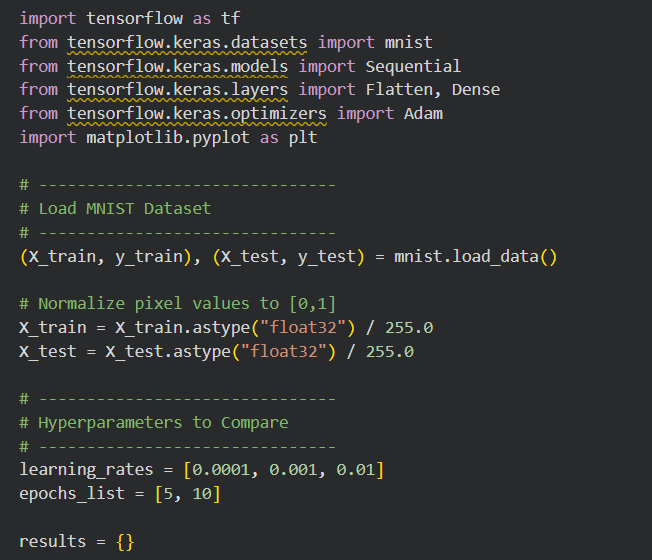 import tensorflow as tf
from tensorflow.keras.datasets import mnist
from tensorflow.keras.models import Sequential
from tensorflow.keras.layers import Flatten, Dense
from tensorflow.keras.optimizers import Adam
import matplotlib.pyplot as plt
# -------------------------------
# Load MNIST Dataset
# -------------------------------
(X_train, y_train), (X_test, y_test) = mnist.load_data()
# Normalize pixel values to [0,1]
X_train = X_train.astype("float32") / 255.0
X_test = X_test.astype("float32") / 255.0
# -------------------------------
# Hyperparameters to Compare
# -------------------------------
learning_rates = [0.0001, 0.001, 0.01]
epochs_list = [5, 10]
results = {}